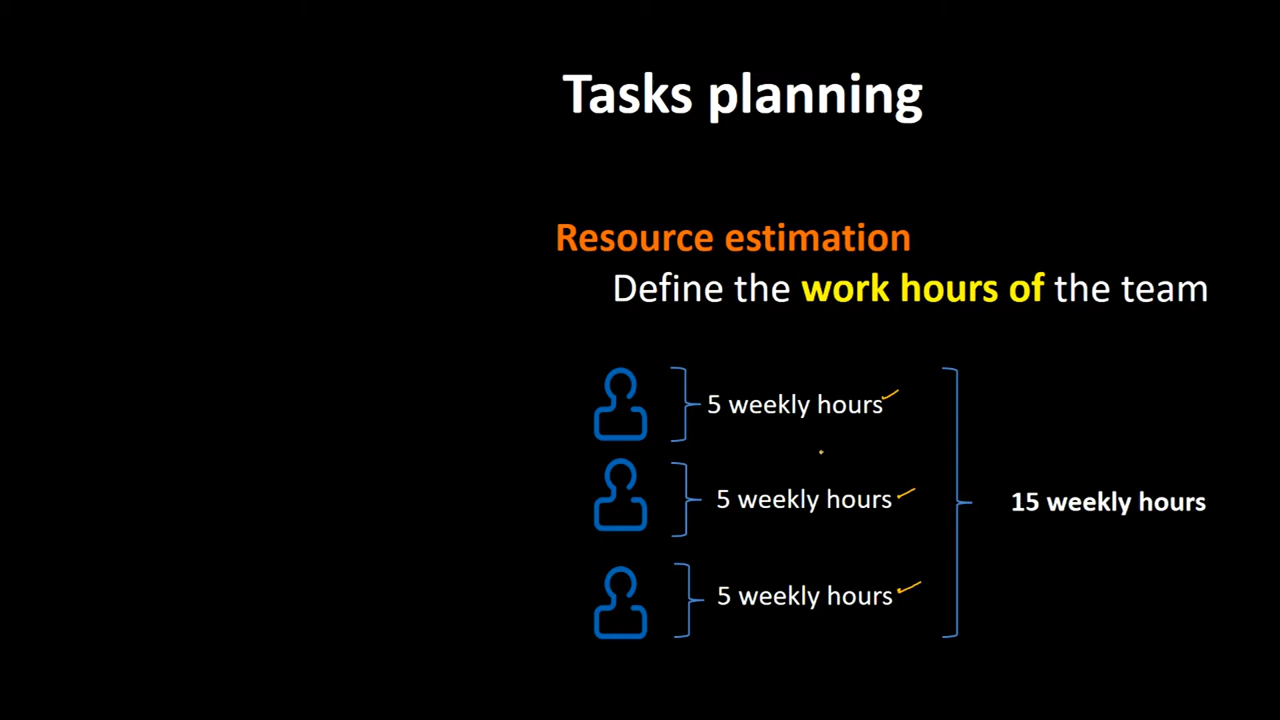 Tasks planning
Resource estimation
Define the work hours of the team
5 weekly hours
5 weekly hours
15 weekly hours
5 weekly hours